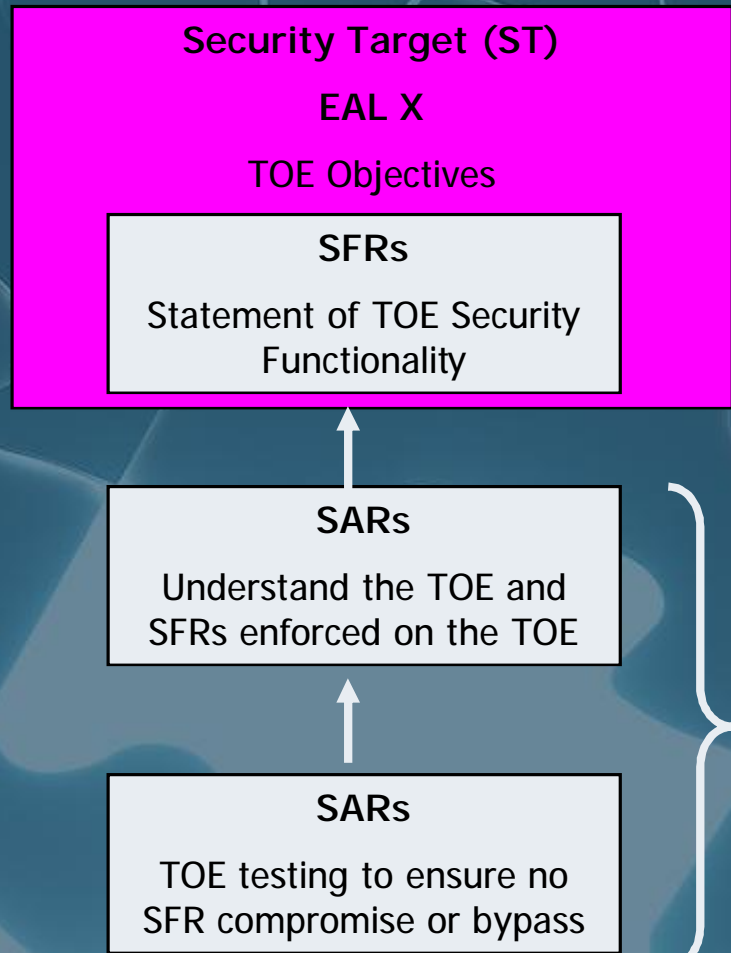 Security Target (ST)
EAL X
TOE Objectives
SFRs
Statement of TOE Security
Functionality
SARs
Understand the TOE and
SFRs enforced on the TOE
SARs
TOE testing to ensure no
SFR compromise or bypass